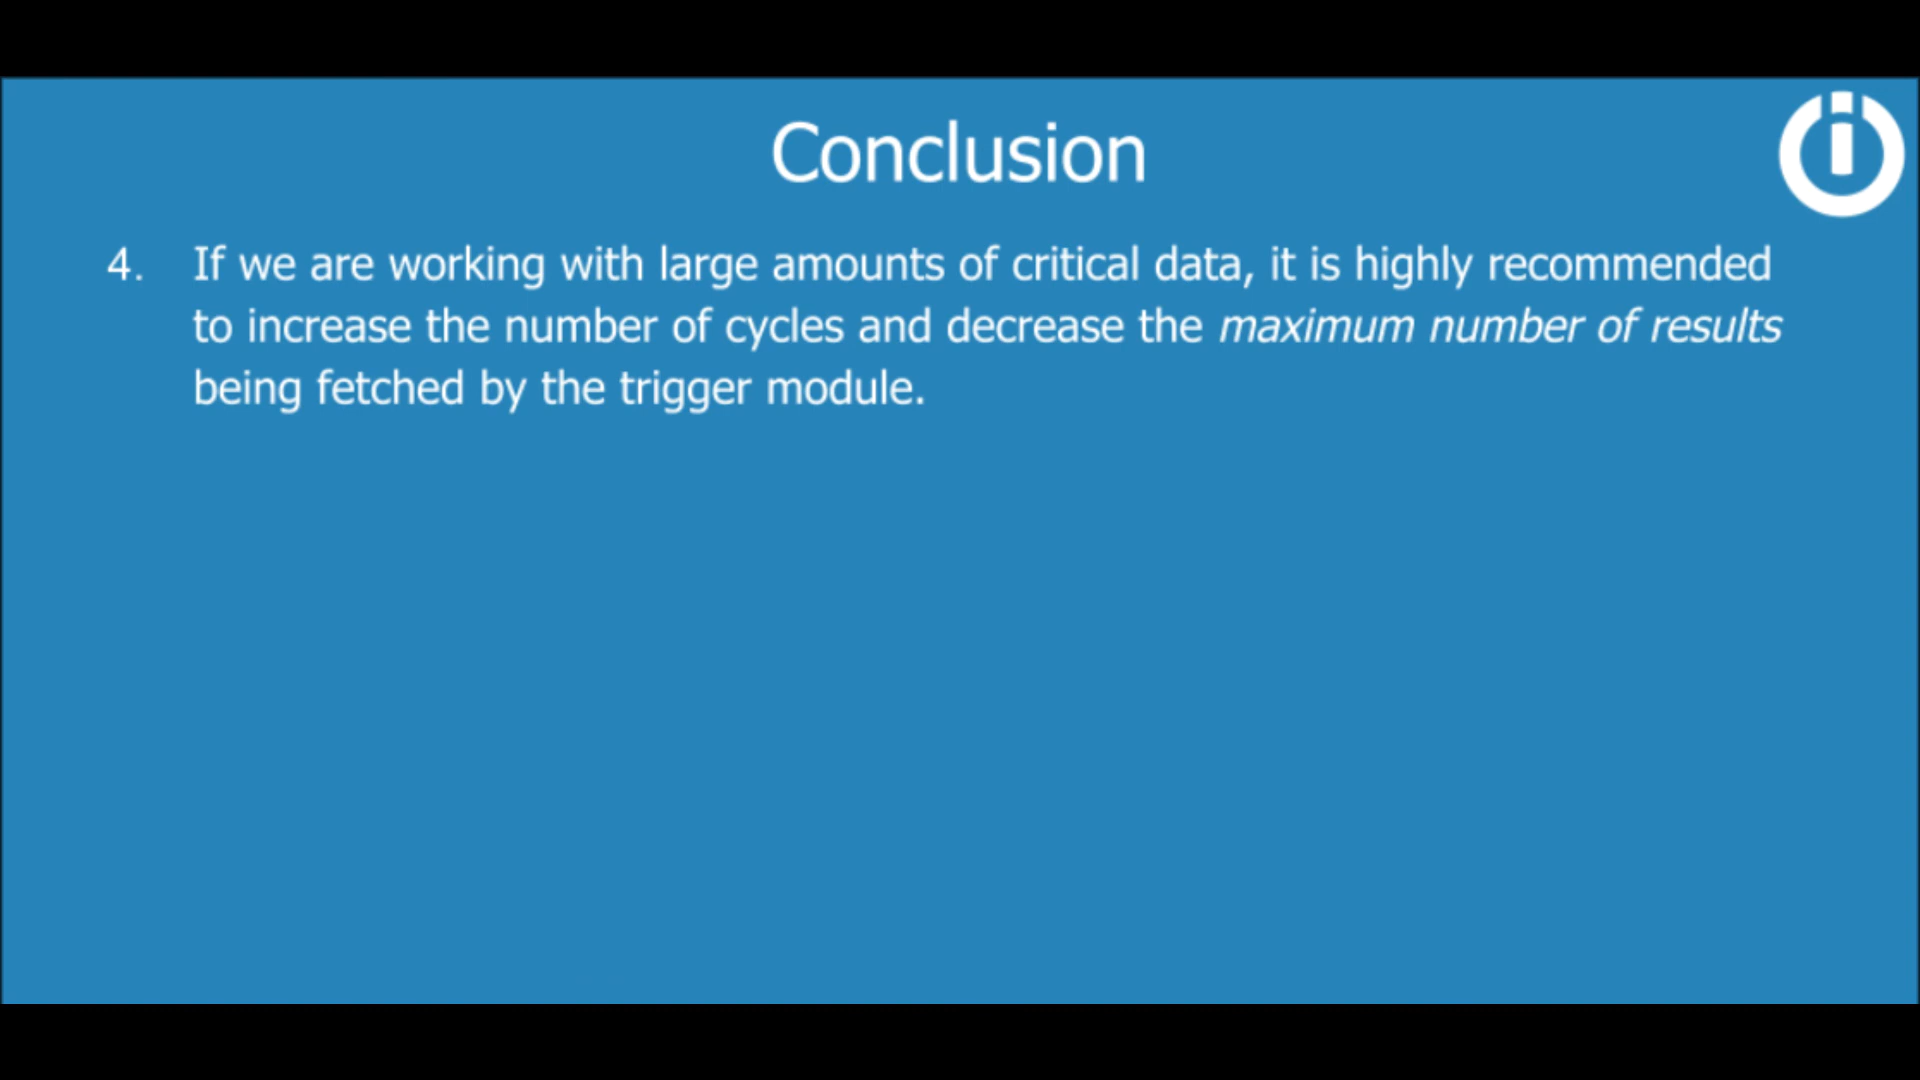 Conclusion
4. If we are working with large amounts of critical data, it is highly recommended
to increase the number of cycles and decrease the maximum number of results
being fetched by the trigger module.